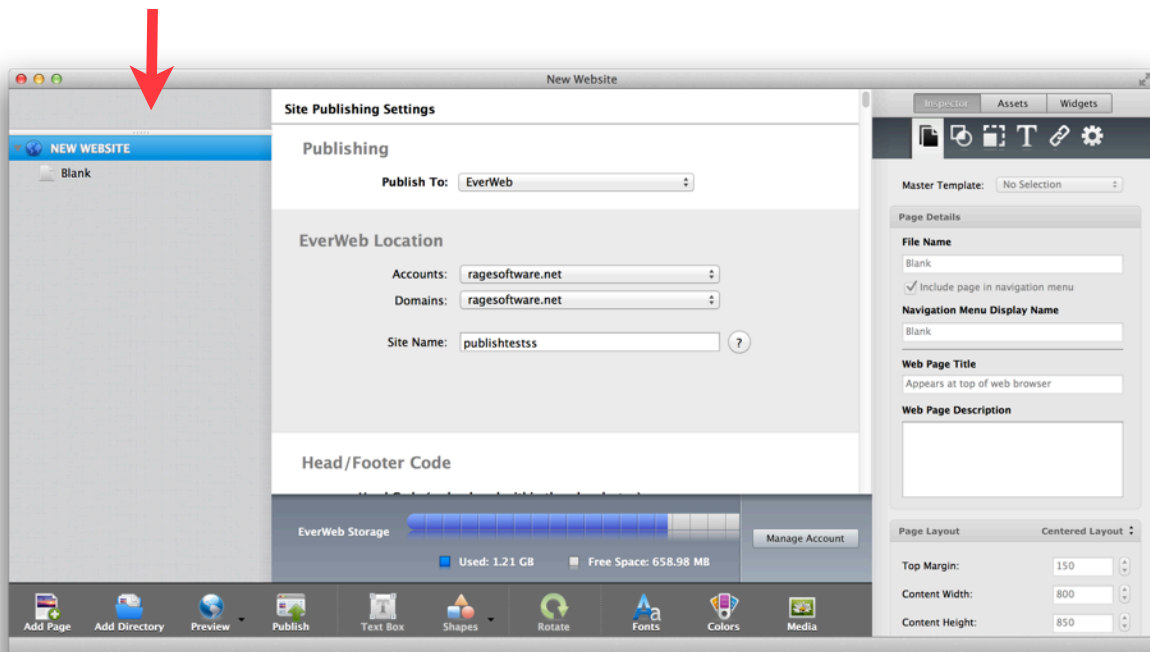 New Website
NEW WEBSITE
Blank
Site Publishing Settings
Publishing
Publish To: EverWeb
EverWeb Location
Accounts: ragesoftware.net
Domains: ragesoftware.net
Site Name: publishtestss ?
Head/Footer Code
EverWeb Storage
Used: 1.21 GB Free Space: 658.98 MB
Manage Account
Inspector Assets Widgets
T
Master Template: No Selection
Page Details
File Name
Blank
Include page in navigation menu
Navigation Menu Display Name
Blank
Web Page Title
Appears at top of web browser
Web Page Description
Page Layout Centered Layout
Top Margin: 150
Content Width: 800
Content Height: 850
Add Page Add Directory Preview Publish Text Box Shapes Rotate Fonts Colors Media